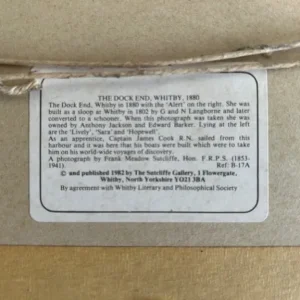 THE DOCK END, WHITBY, 1880
The Dock End, Whitby in 1880 with the 'Alert' on the right. She was
built as a sloop at Whitby in 1802 by G and N Langborne and later
converted to a schooner. When this photograph was taken she was
owned by Anthony Jackson and Edward Barker. Lying at the left
are the 'Lively', 'Sara' and 'Hopewell'.
As an apprentice, Captain James Cook R.N. sailed from this
harbour and it was here that his boats were built which were to take
him on his world-wide voyages of discovery.
A photograph by Frank Meadow Sutcliffe, Hon. F.R.P.S. (1853-
1941). Ref: B-17A
© and published 1982 by The Sutcliffe Gallery, 1 Flowergate,
Whitby, North Yorkshire YO21 3BA
By agreement with Whitby Literary and Philosophical Society